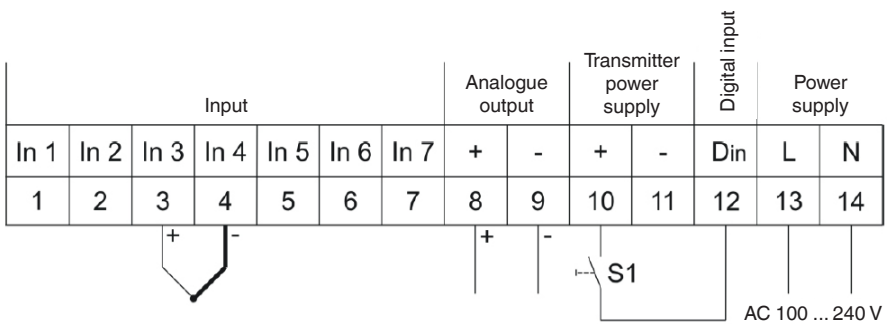 Input
Analogue
output
Transmitter
power
supply
Digital input
Power
supply
In 1 In 2 In 3 In 4 In 5 In 6 In 7 + - + - Din L N
1 2 3 4 5 6 7 8 9 10 11 12 13 14
+ - + -
S1
AC 100 ... 240 V